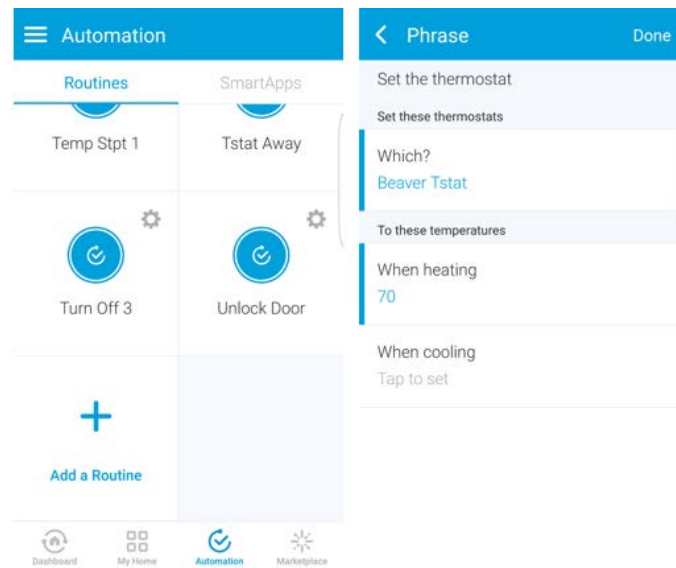 Automation
Routines SmartApps
Temp Stpt 1 Tstat Away
Turn Off 3 Unlock Door
Add a Routine
Dashboard My Home Automation Marketplace
Phrase Done
Set the thermostat
Set these thermostats
Which?
Beaver Tstat
To these temperatures
When heating
70
When cooling
Tap to set